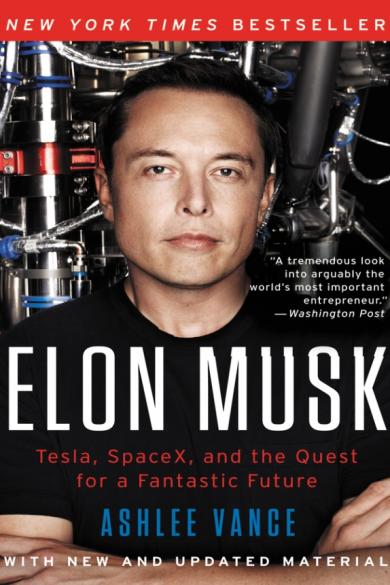 NEW YORK TIMES BESTSELLER
"A tremendous look
into arguably the
world's most important
entrepreneur."
—Washington Post
ELON MUSK
Tesla, SpaceX, and the Quest
for a Fantastic Future
ASHLEE VANCE
WITH NEW AND UPDATED MATERIAL